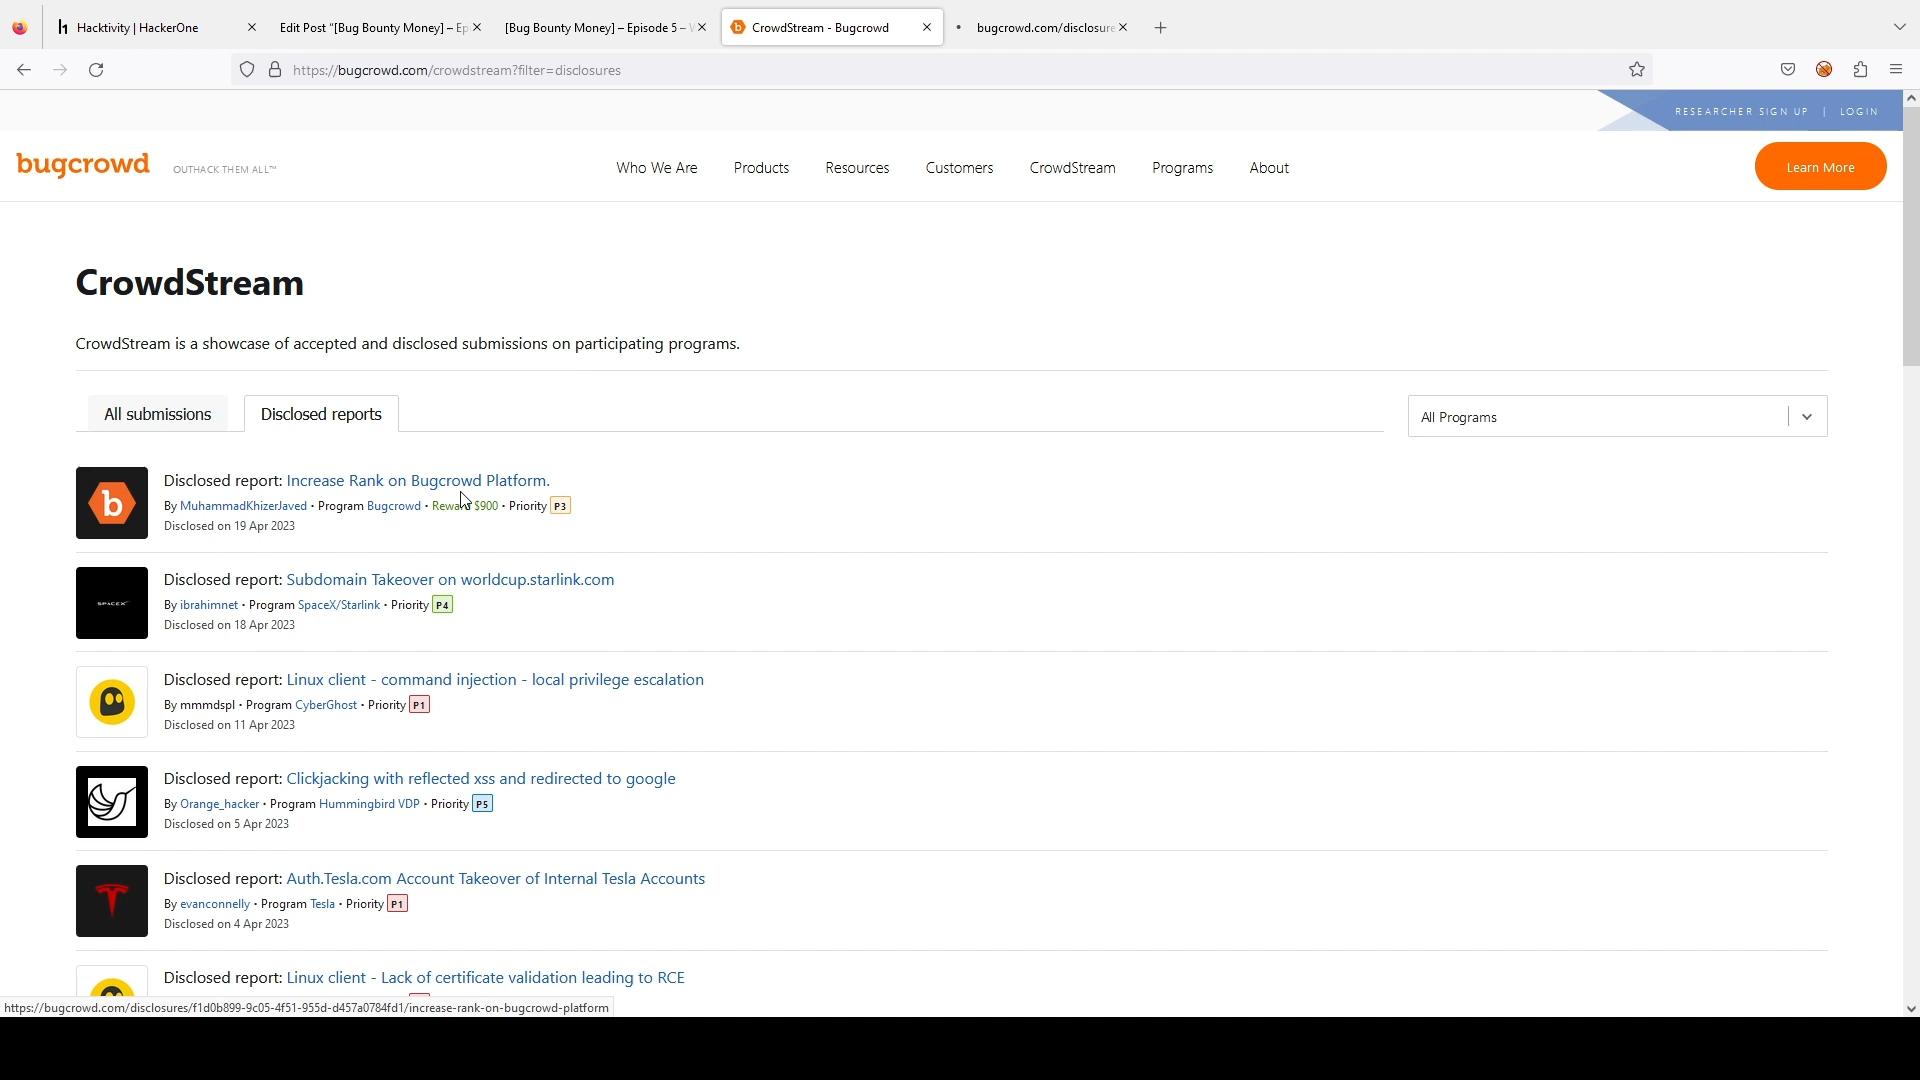 Hacktivity | HackerOne
Edit Post “[Bug Bounty Money] – Ep
[Bug Bounty Money] – Episode 5 –
CrowdStream - Bugcrowd
bugcrowd.com/disclosure
https://bugcrowd.com/crowdstream?filter=disclosures
RESEARCHER SIGN UP | LOGIN
bugcrowd OUTHACK THEM ALL™
Who We Are
Products
Resources
Customers
CrowdStream
Programs
About
Learn More
CrowdStream
CrowdStream is a showcase of accepted and disclosed submissions on participating programs.
All submissions
Disclosed reports
All Programs
b
Disclosed report: Increase Rank on Bugcrowd Platform.
By MuhammadKhizerJaved • Program Bugcrowd • Reward $900 • Priority P3
Disclosed on 19 Apr 2023
SPACEX
Disclosed report: Subdomain Takeover on worldcup.starlink.com
By ibrahimnet • Program SpaceX/Starlink • Priority P4
Disclosed on 18 Apr 2023
Disclosed report: Linux client - command injection - local privilege escalation
By mmmdspl • Program CyberGhost • Priority P1
Disclosed on 11 Apr 2023
Disclosed report: Clickjacking with reflected xss and redirected to google
By Orange_hacker • Program Hummingbird VDP • Priority P5
Disclosed on 5 Apr 2023
Disclosed report: Auth.Tesla.com Account Takeover of Internal Tesla Accounts
By evanconnelly • Program Tesla • Priority P1
Disclosed on 4 Apr 2023
Disclosed report: Linux client - Lack of certificate validation leading to RCE
https://bugcrowd.com/disclosures/f1d0b899-9c05-4f51-955d-d457a0784fd1/increase-rank-on-bugcrowd-platform